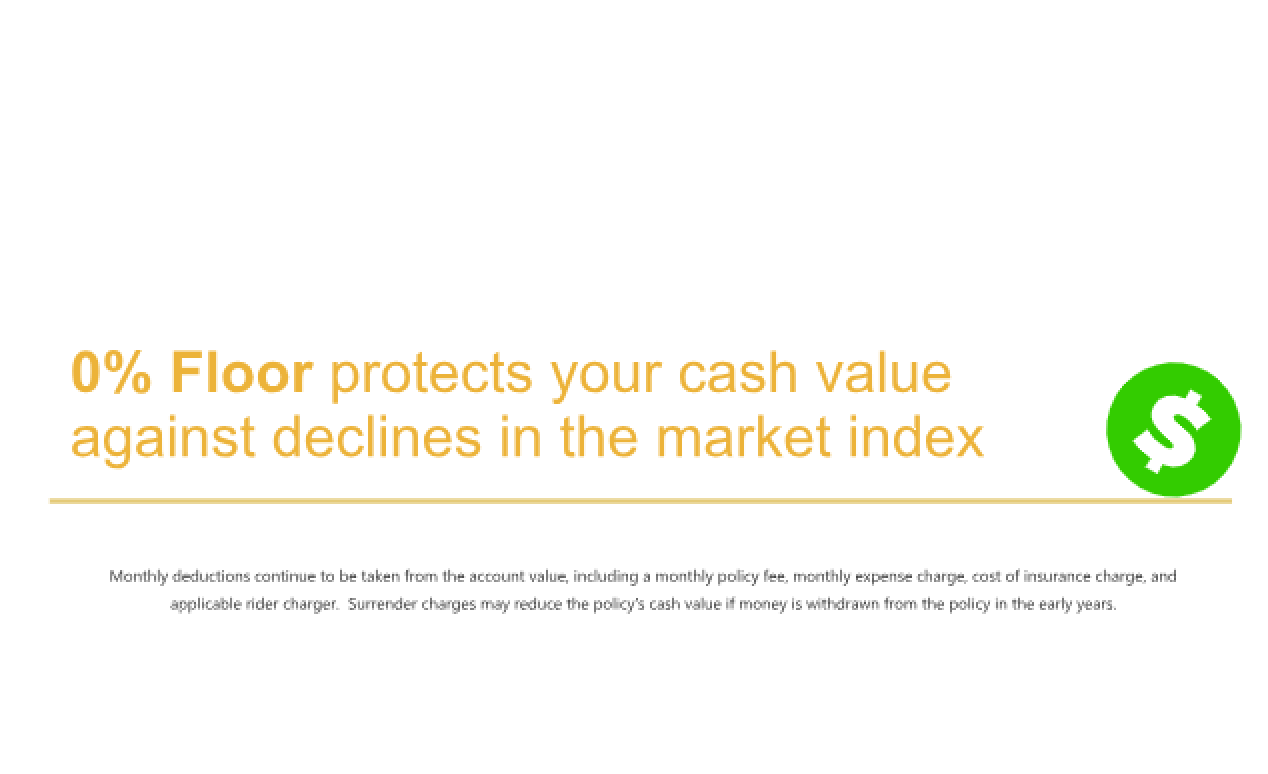 0% Floor protects your cash value
against declines in the market index
$
Monthly deductions continue to be taken from the account value, including a monthly policy fee, monthly expense charge, cost of insurance charge, and
applicable rider charger.  Surrender charges may reduce the policy's cash value if money is withdrawn from the policy in the early years.